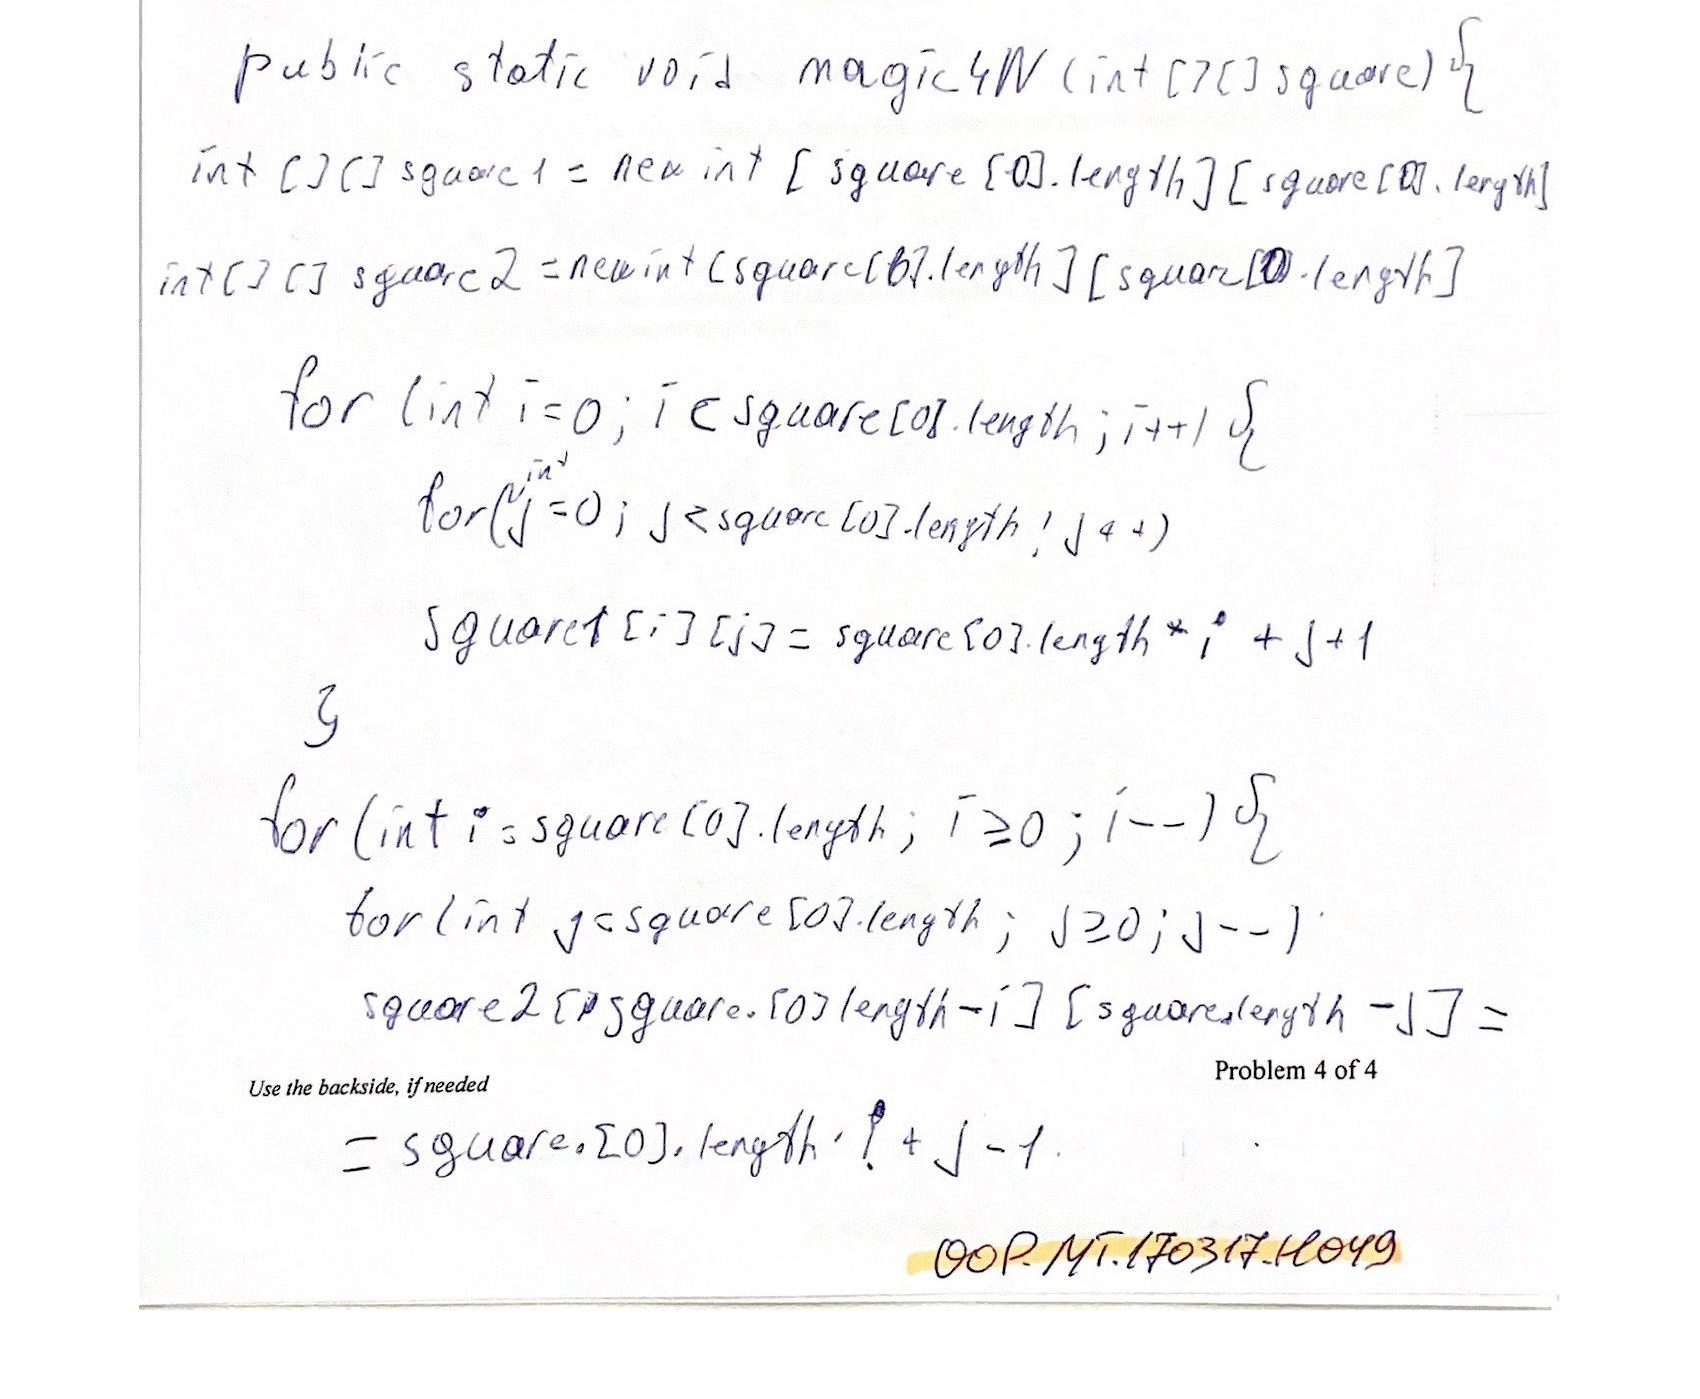 public static void magic4N (int [][] square) {
int [][] square1 = new int [ square [0].length] [ square [0]. length]
int [][] square2 = new int [square[0].length] [square[0].length]
for (int i=0; i < square[0].length; i++) {
for(int j=0; j<square[0].length; j++)
square1 [i] [j] = square[0].length * i + j+1
}
for (int i = square[0].length; i ≥ 0; i--) {
for (int j=square[0].length; j≥0; j--)
square2 [square.[0]length-i] [square.length -j] =
Use the backside, if needed
Problem 4 of 4
= square.[0].length · i + j - 1.
OOP.MT.170317.H049